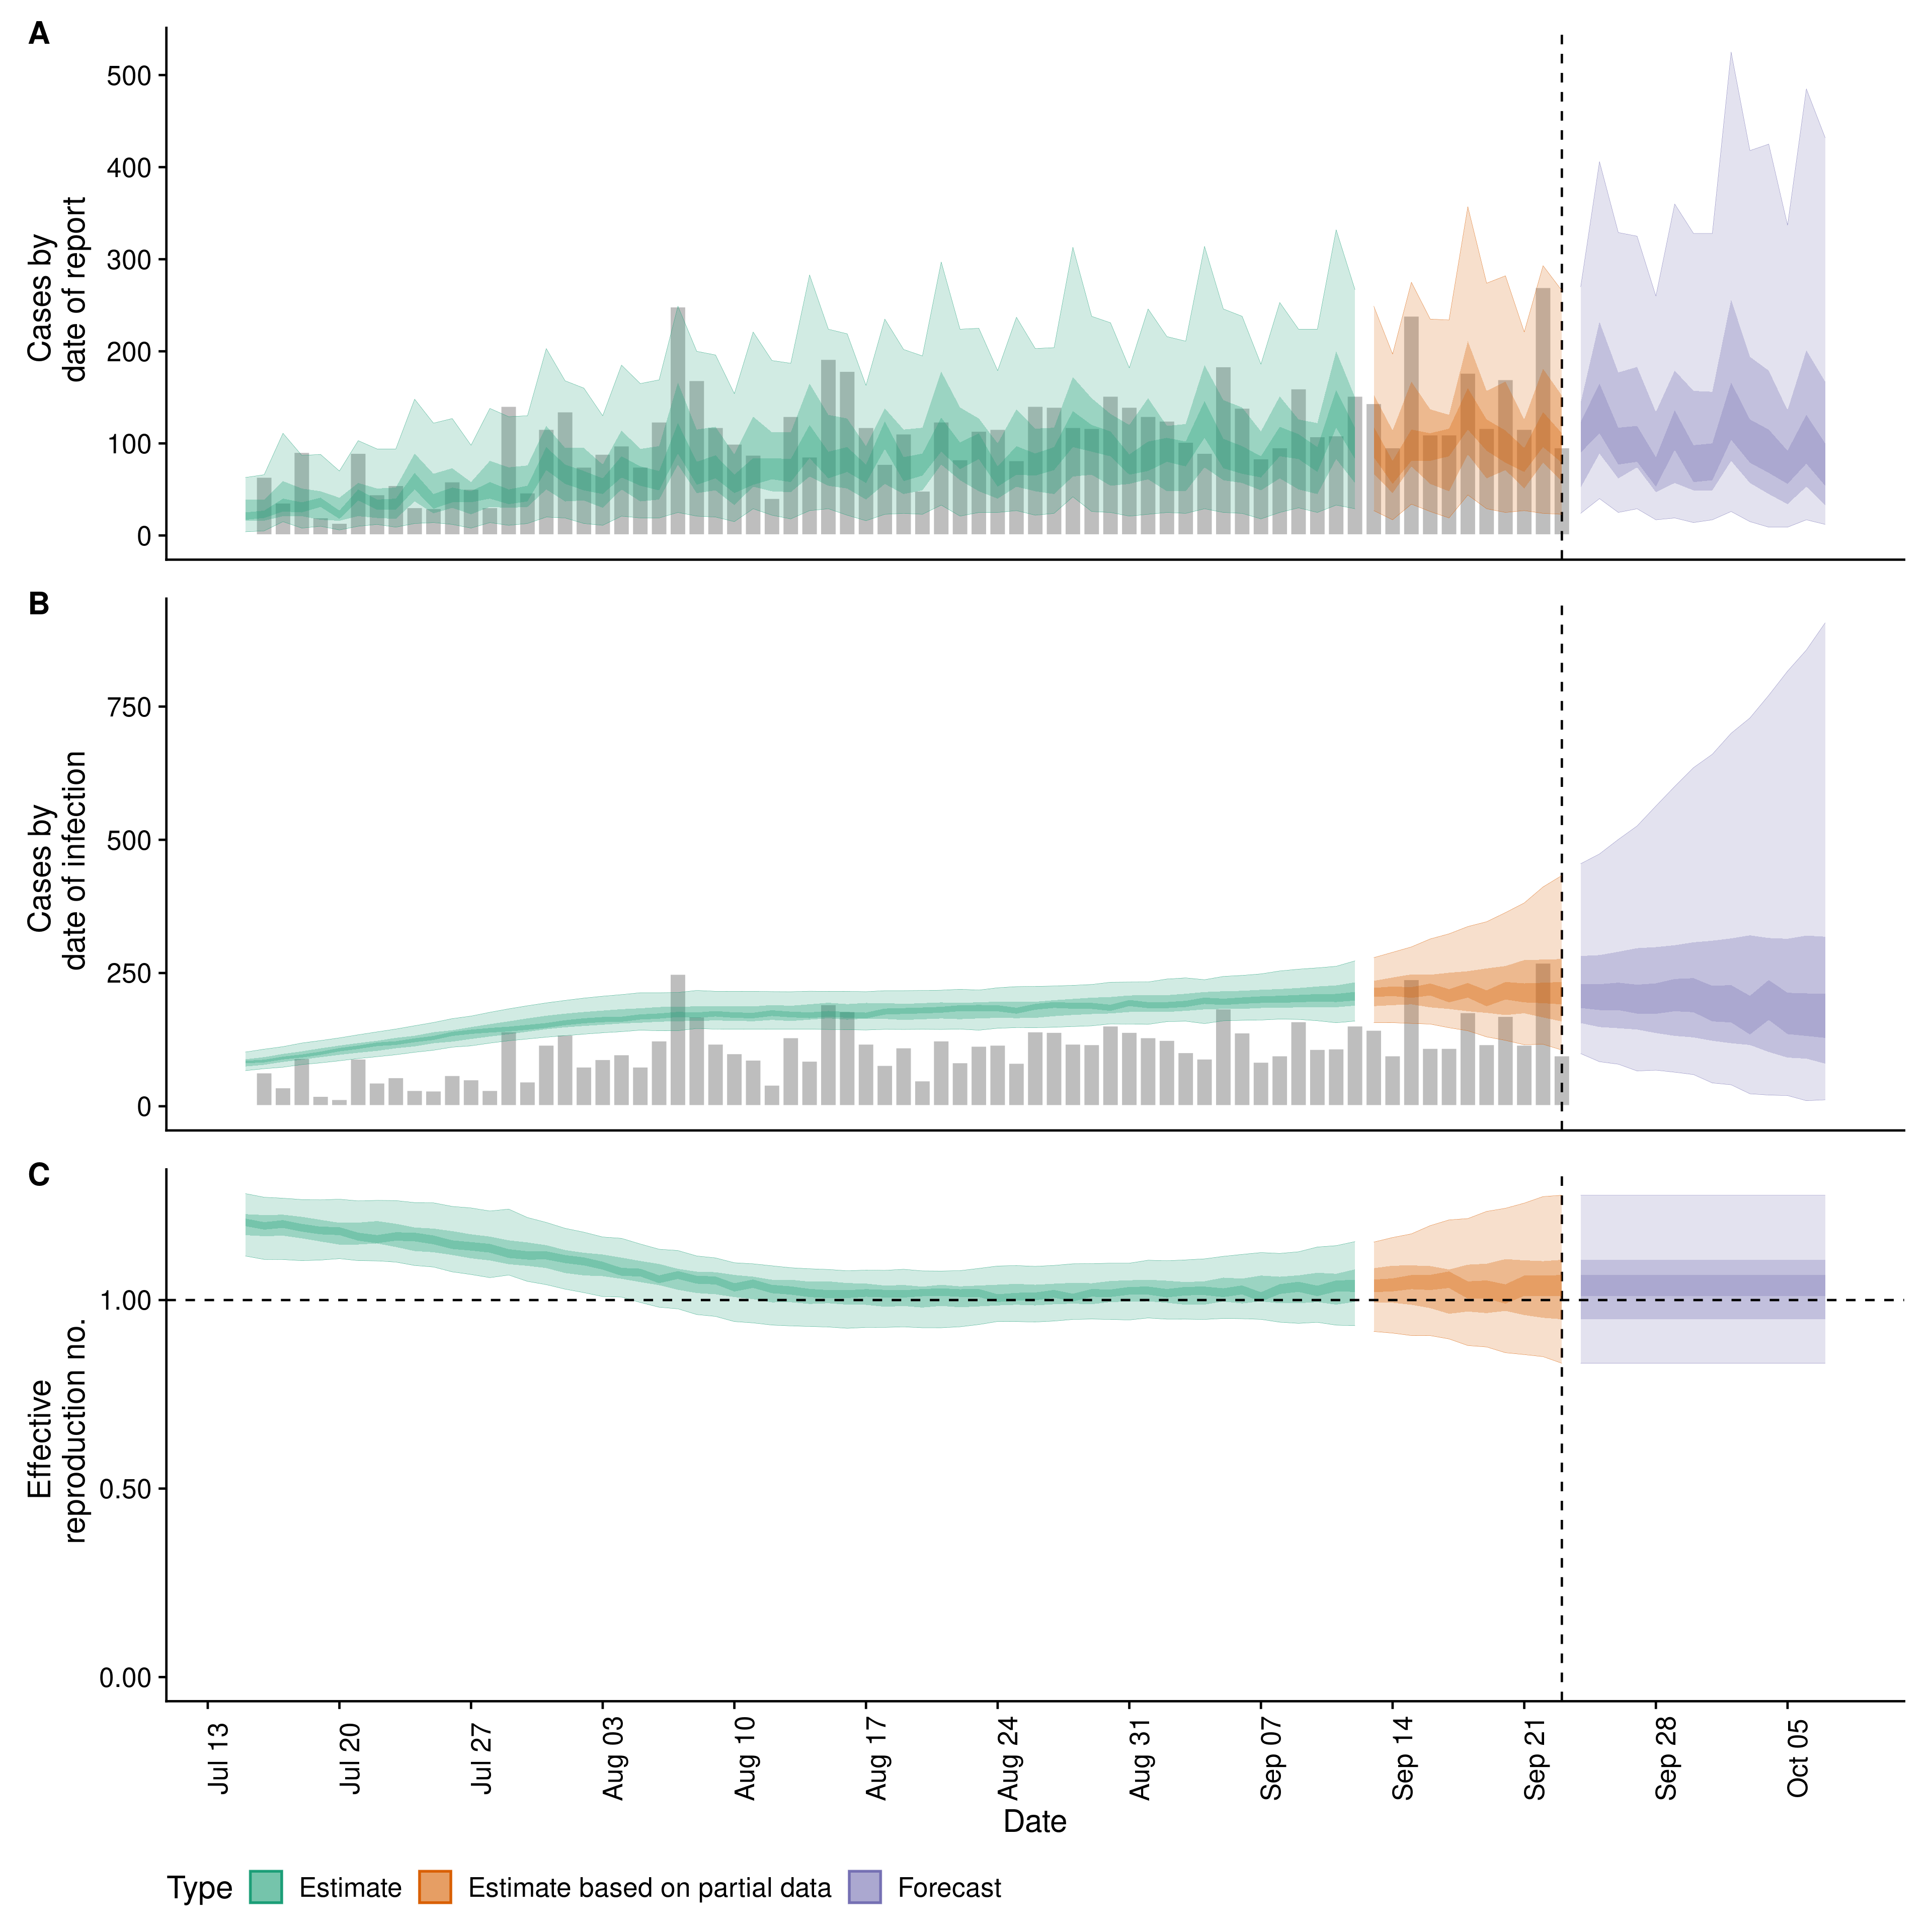 A
500
400
300
200
100
0
Cases by
date of report
B
750
500
250
0
Cases by
date of infection
C
1.00
0.50
0.00
Effective
reproduction no.
Jul 13
Jul 20
Jul 27
Aug 03
Aug 10
Aug 17
Aug 24
Aug 31
Sep 07
Sep 14
Sep 21
Sep 28
Oct 05
Date
Type Estimate Estimate based on partial data Forecast